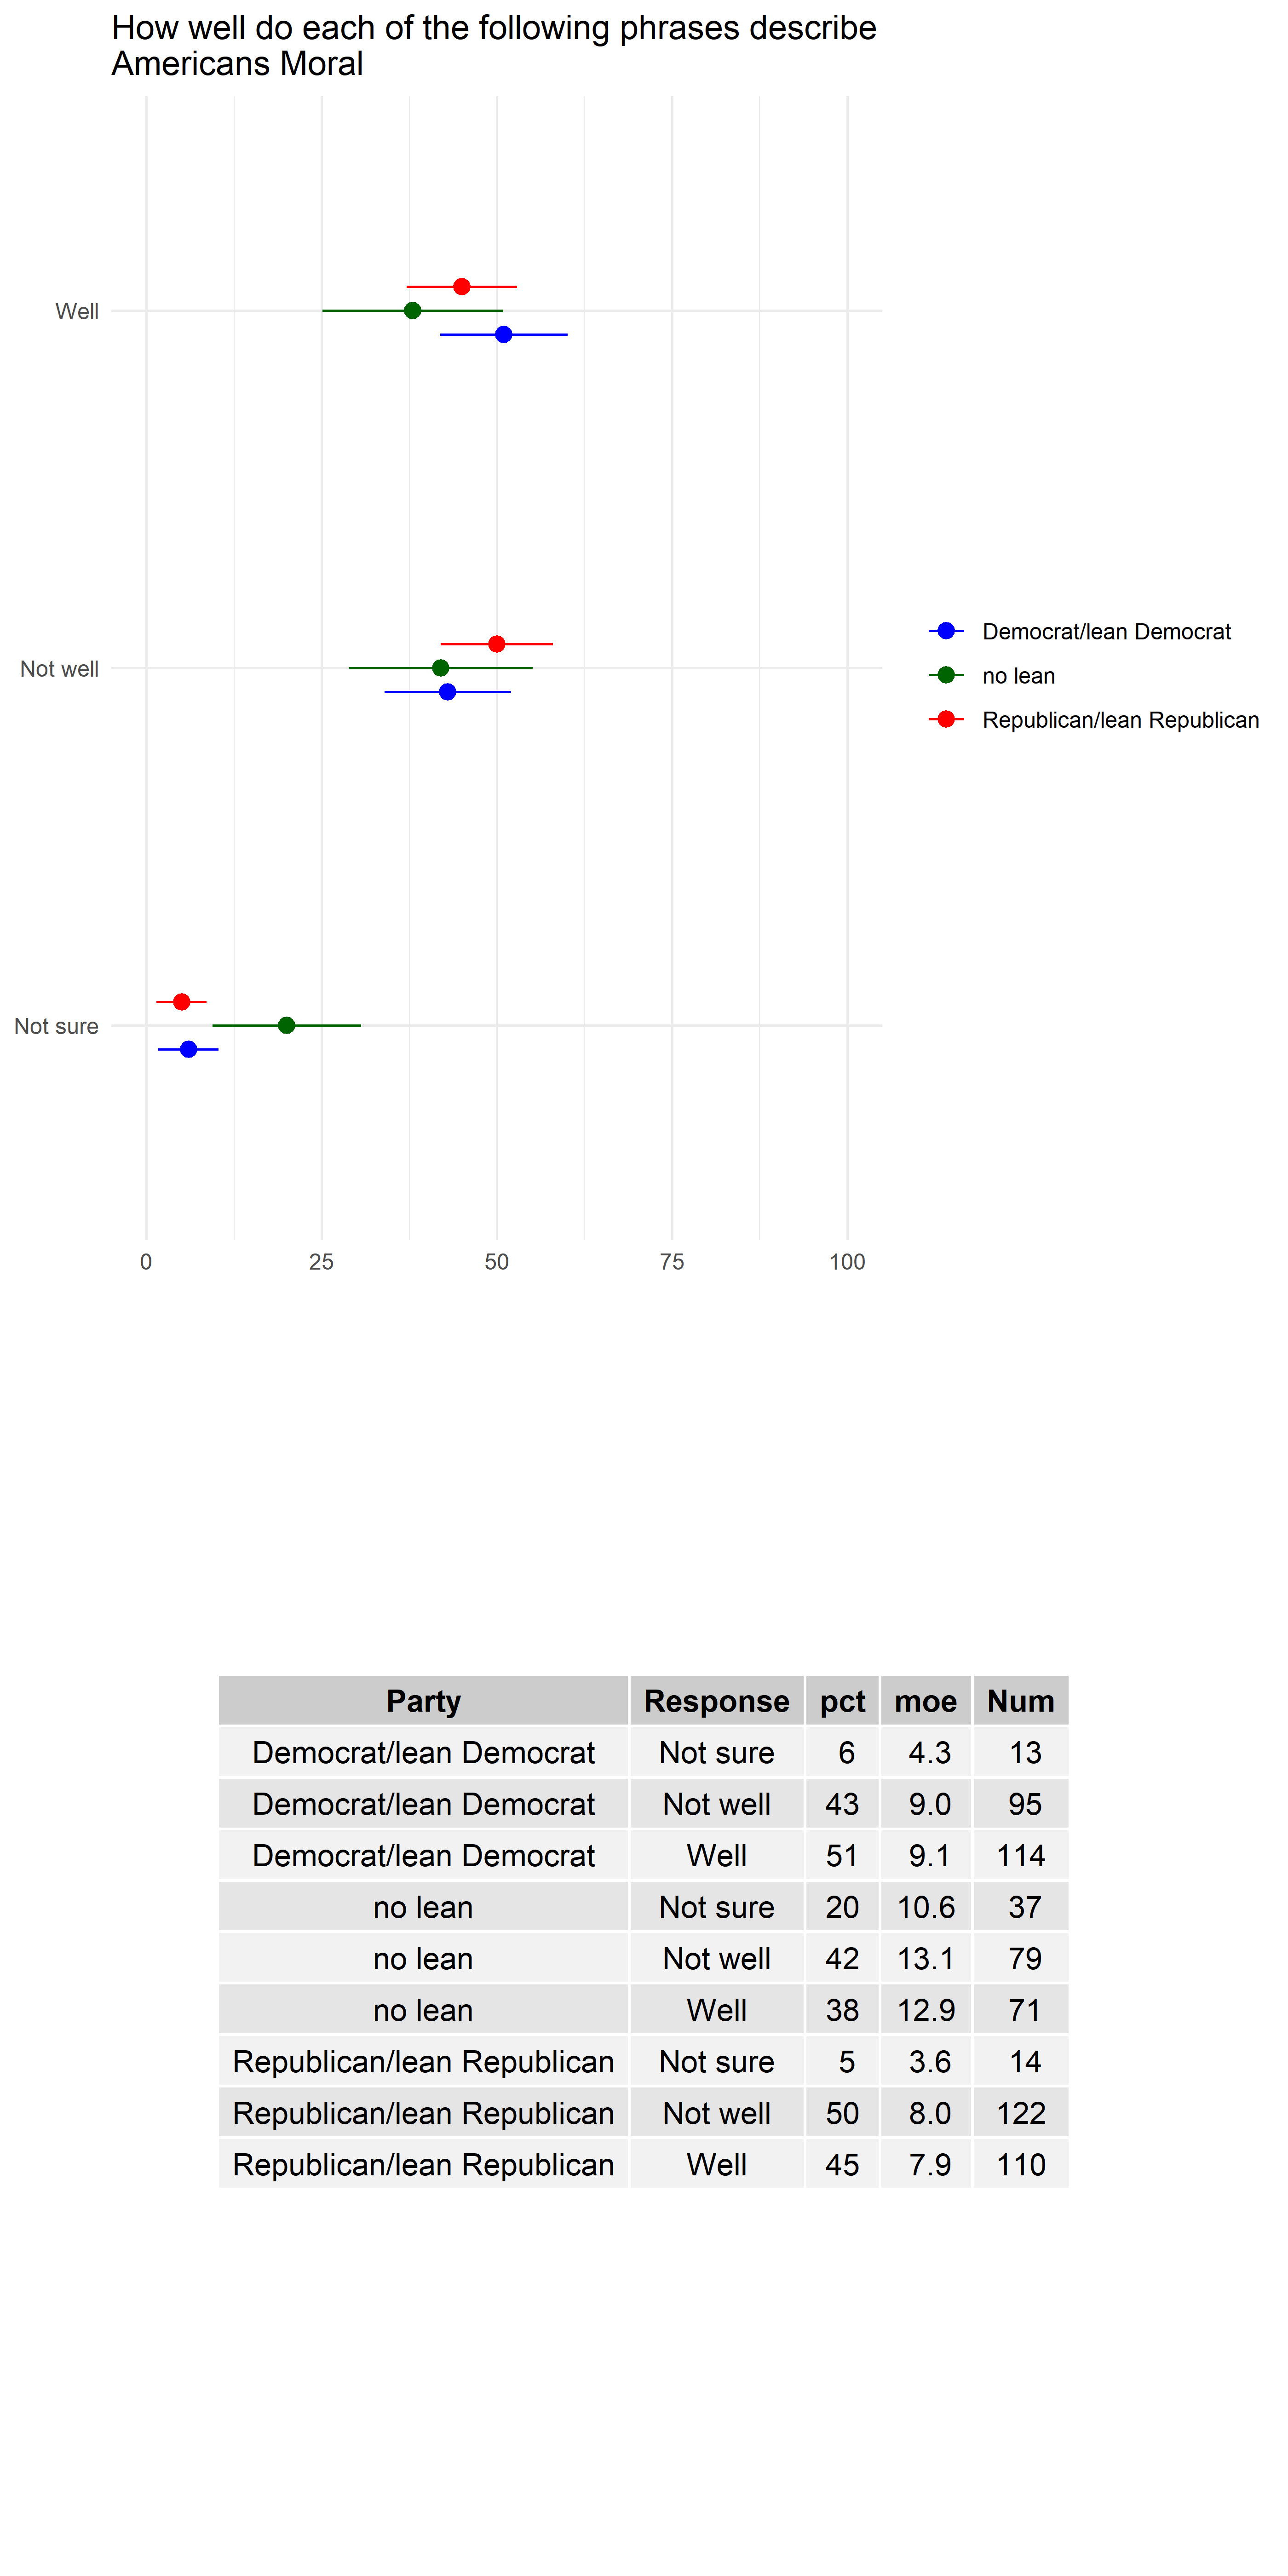 How well do each of the following phrases describe
Americans Moral
Well
Not well
Not sure
0 25 50 75 100
Democrat/lean Democrat
no lean
Republican/lean Republican
Party Response pct moe Num
Democrat/lean Democrat Not sure 6 4.3 13
Democrat/lean Democrat Not well 43 9.0 95
Democrat/lean Democrat Well 51 9.1 114
no lean Not sure 20 10.6 37
no lean Not well 42 13.1 79
no lean Well 38 12.9 71
Republican/lean Republican Not sure 5 3.6 14
Republican/lean Republican Not well 50 8.0 122
Republican/lean Republican Well 45 7.9 110